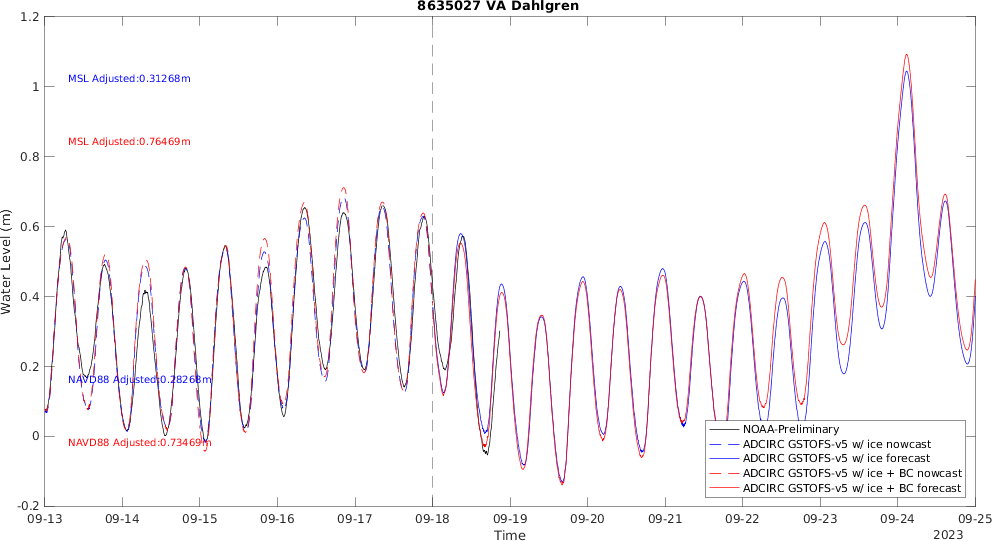 8635027 VA Dahlgren
1.2
1
0.8
0.6
0.4
0.2
0
-0.2
Water Level (m)
MSL Adjusted:0.31268m
MSL Adjusted:0.76469m
NAVD88 Adjusted:0.28268m
NAVD88 Adjusted:0.73469m
NOAA-Preliminary
ADCIRC GSTOFS-v5 w/ ice nowcast
ADCIRC GSTOFS-v5 w/ ice forecast
ADCIRC GSTOFS-v5 w/ ice + BC nowcast
ADCIRC GSTOFS-v5 w/ ice + BC forecast
09-13 09-14 09-15 09-16 09-17 09-18 09-19 09-20 09-21 09-22 09-23 09-24 09-25
Time
2023